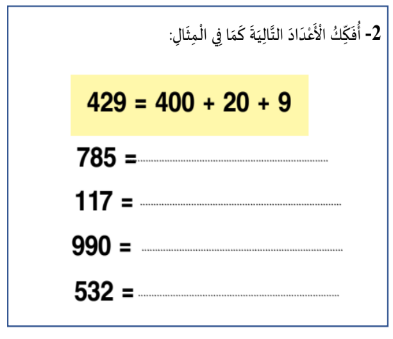 2- أُفَكِّكُ الْأَعْدَادَ التَّالِيَةَ كَمَا فِي الْمِثَالِ:
429 = 400 + 20 + 9
785 =
117 =
990 =
532 =